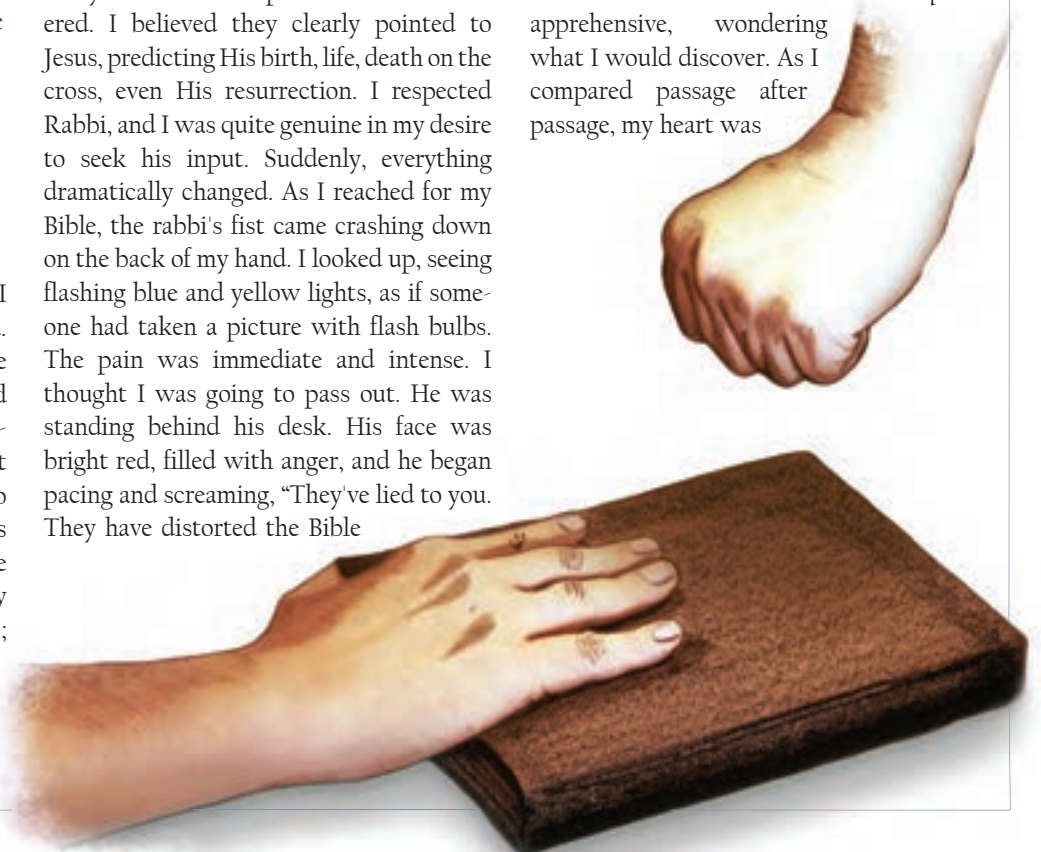 ered. I believed they clearly pointed to
Jesus, predicting His birth, life, death on the
cross, even His resurrection. I respected
Rabbi, and I was quite genuine in my desire
to seek his input. Suddenly, everything
dramatically changed. As I reached for my
Bible, the rabbi's fist came crashing down
on the back of my hand. I looked up, seeing
flashing blue and yellow lights, as if some-
one had taken a picture with flash bulbs.
The pain was immediate and intense. I
thought I was going to pass out. He was
standing behind his desk. His face was
bright red, filled with anger, and he began
pacing and screaming, “They've lied to you.
They have distorted the Bible
apprehensive, wondering
what I would discover. As I
compared passage after
passage, my heart was